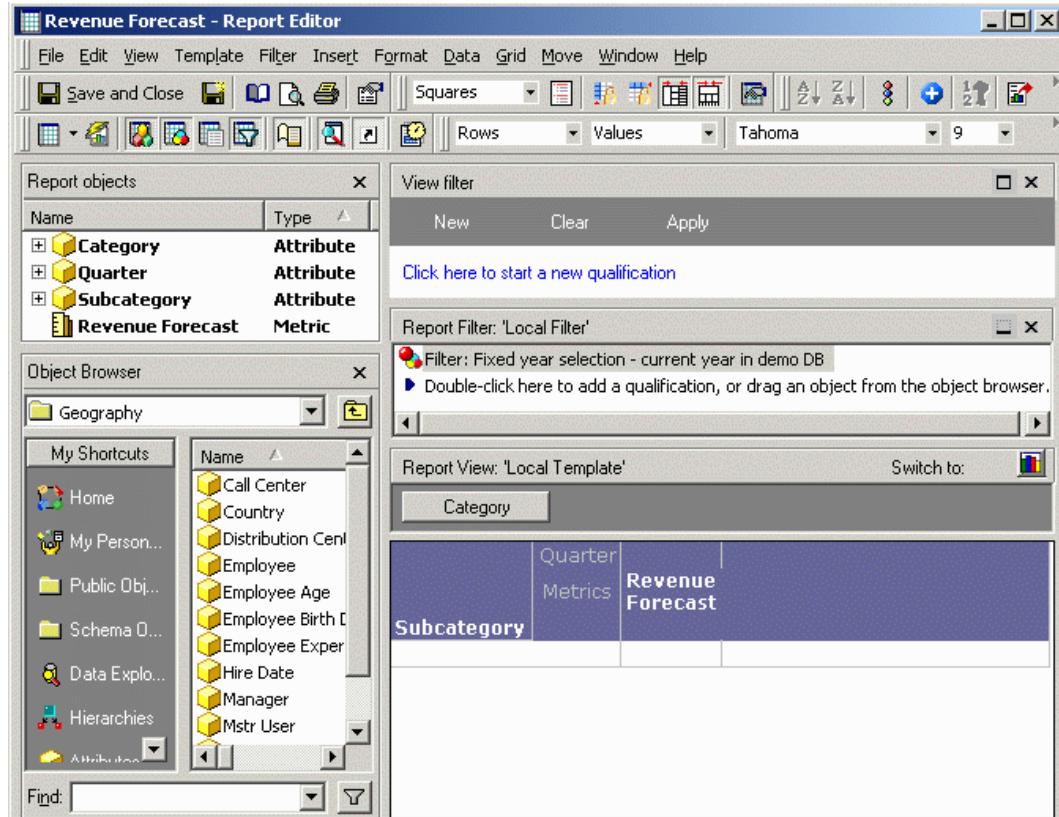 Revenue Forecast - Report Editor
File Edit View Template Filter Insert Format Data Grid Move Window Help
Save and Close Squares
Rows Values Tahoma 9
Report objects
Name Type
Category Attribute
Quarter Attribute
Subcategory Attribute
Revenue Forecast Metric
Object Browser
Geography
My Shortcuts
Home
My Person...
Public Obj...
Schema O...
Data Explo...
Hierarchies
Attributes
Name
Call Center
Country
Distribution Cent
Employee
Employee Age
Employee Birth D
Employee Exper
Hire Date
Manager
Mstr User
Find:
View filter
New Clear Apply
Click here to start a new qualification
Report Filter: 'Local Filter'
Filter: Fixed year selection - current year in demo DB
Double-click here to add a qualification, or drag an object from the object browser.
Report View: 'Local Template' Switch to:
Category
Quarter
Metrics
Revenue
Forecast
Subcategory